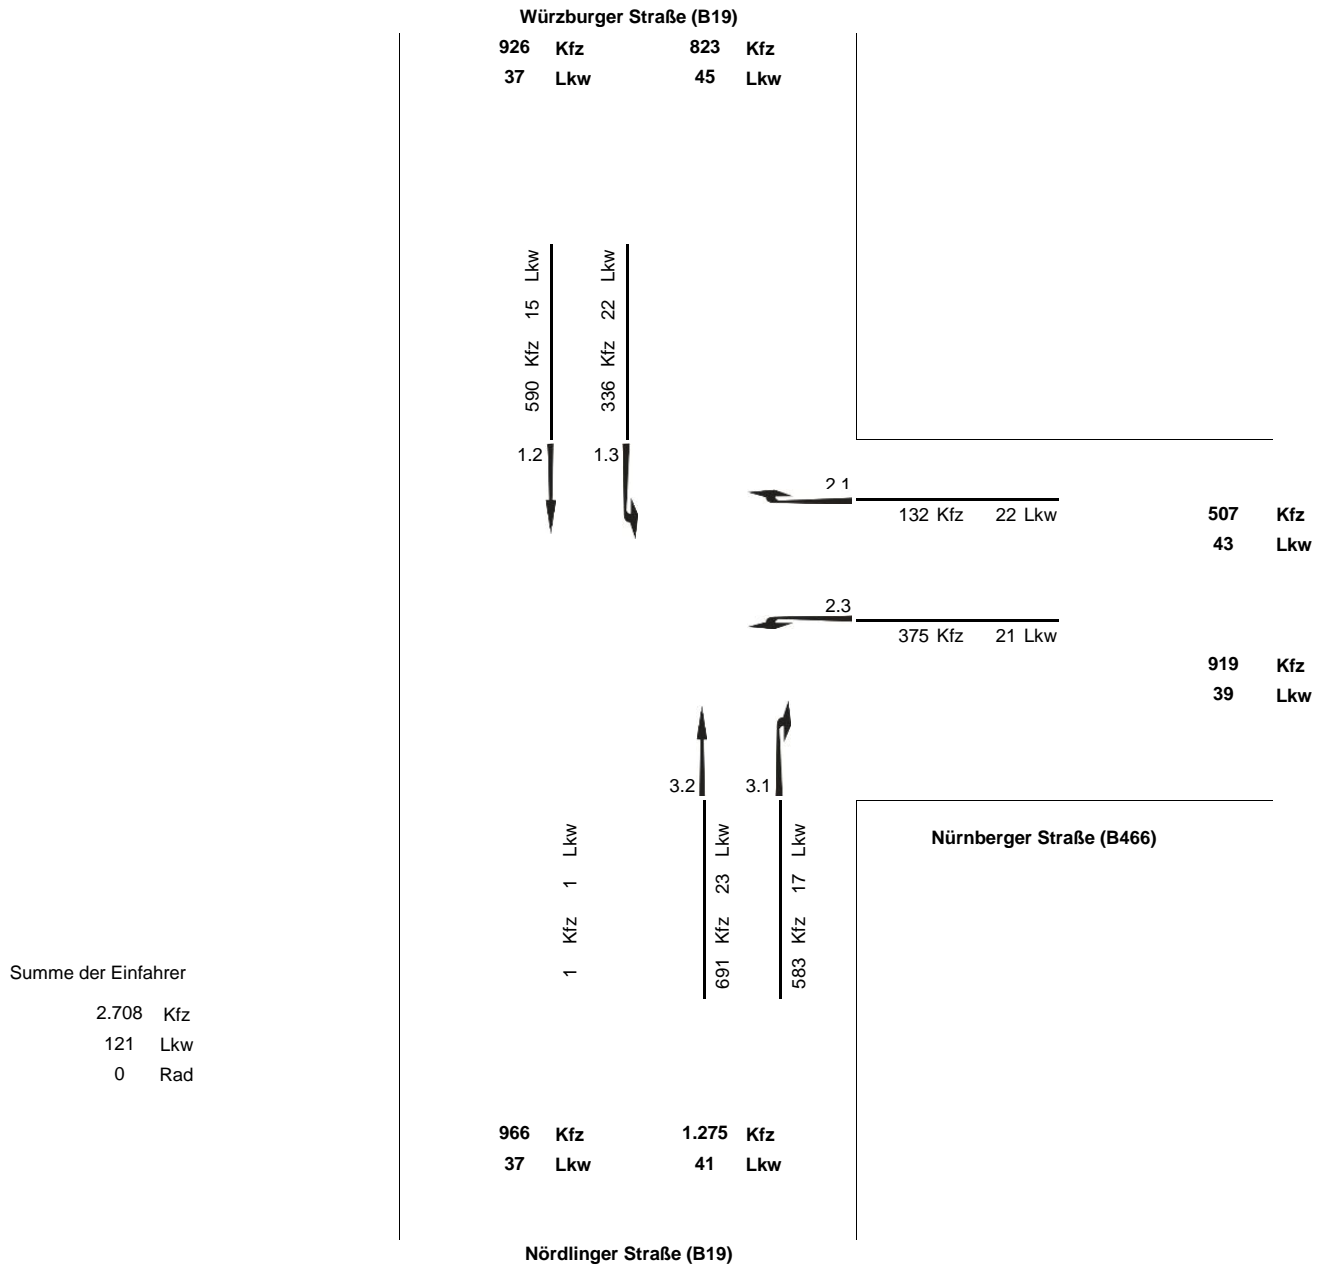 Würzburger Straße (B19)
926 Kfz 823 Kfz
37 Lkw 45 Lkw
590 Kfz 15 Lkw
336 Kfz 22 Lkw
1.2 1.3
2.1
132 Kfz 22 Lkw
507 Kfz
43 Lkw
2.3
375 Kfz 21 Lkw
919 Kfz
39 Lkw
3.2 3.1
1 Kfz 1 Lkw
691 Kfz 23 Lkw
583 Kfz 17 Lkw
Nürnberger Straße (B466)
Summe der Einfahrer
2.708 Kfz
121 Lkw
0 Rad
966 Kfz 1.275 Kfz
37 Lkw 41 Lkw
Nördlinger Straße (B19)